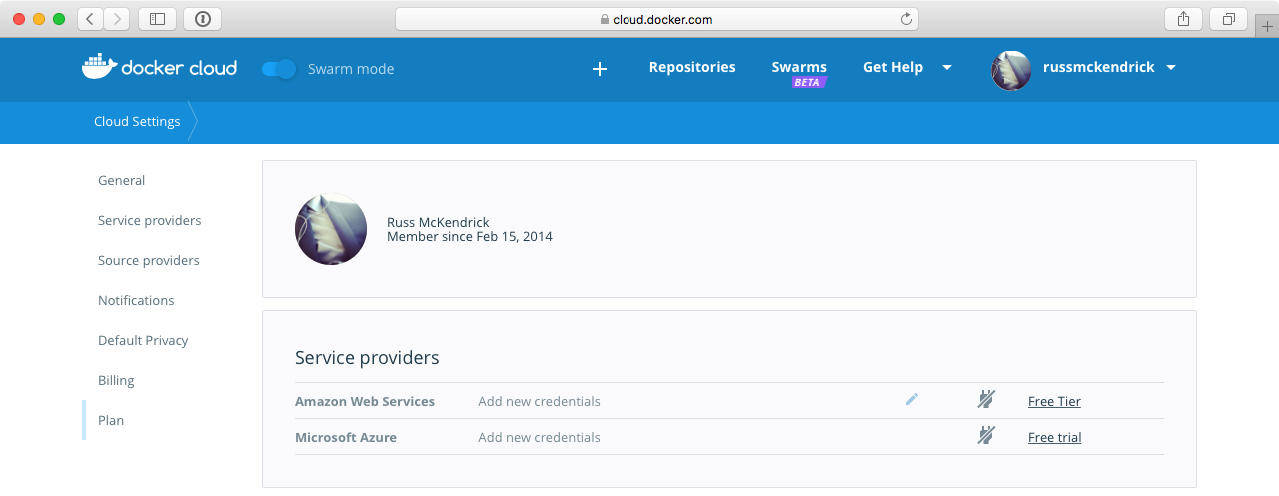 cloud.docker.com
docker cloud Swarm mode Repositories Swarms Get Help russmckendrick
BETA
Cloud Settings
General
Service providers
Source providers
Notifications
Default Privacy
Billing
Plan
Russ McKendrick
Member since Feb 15, 2014
Service providers
Amazon Web Services Add new credentials Free Tier
Microsoft Azure Add new credentials Free trial